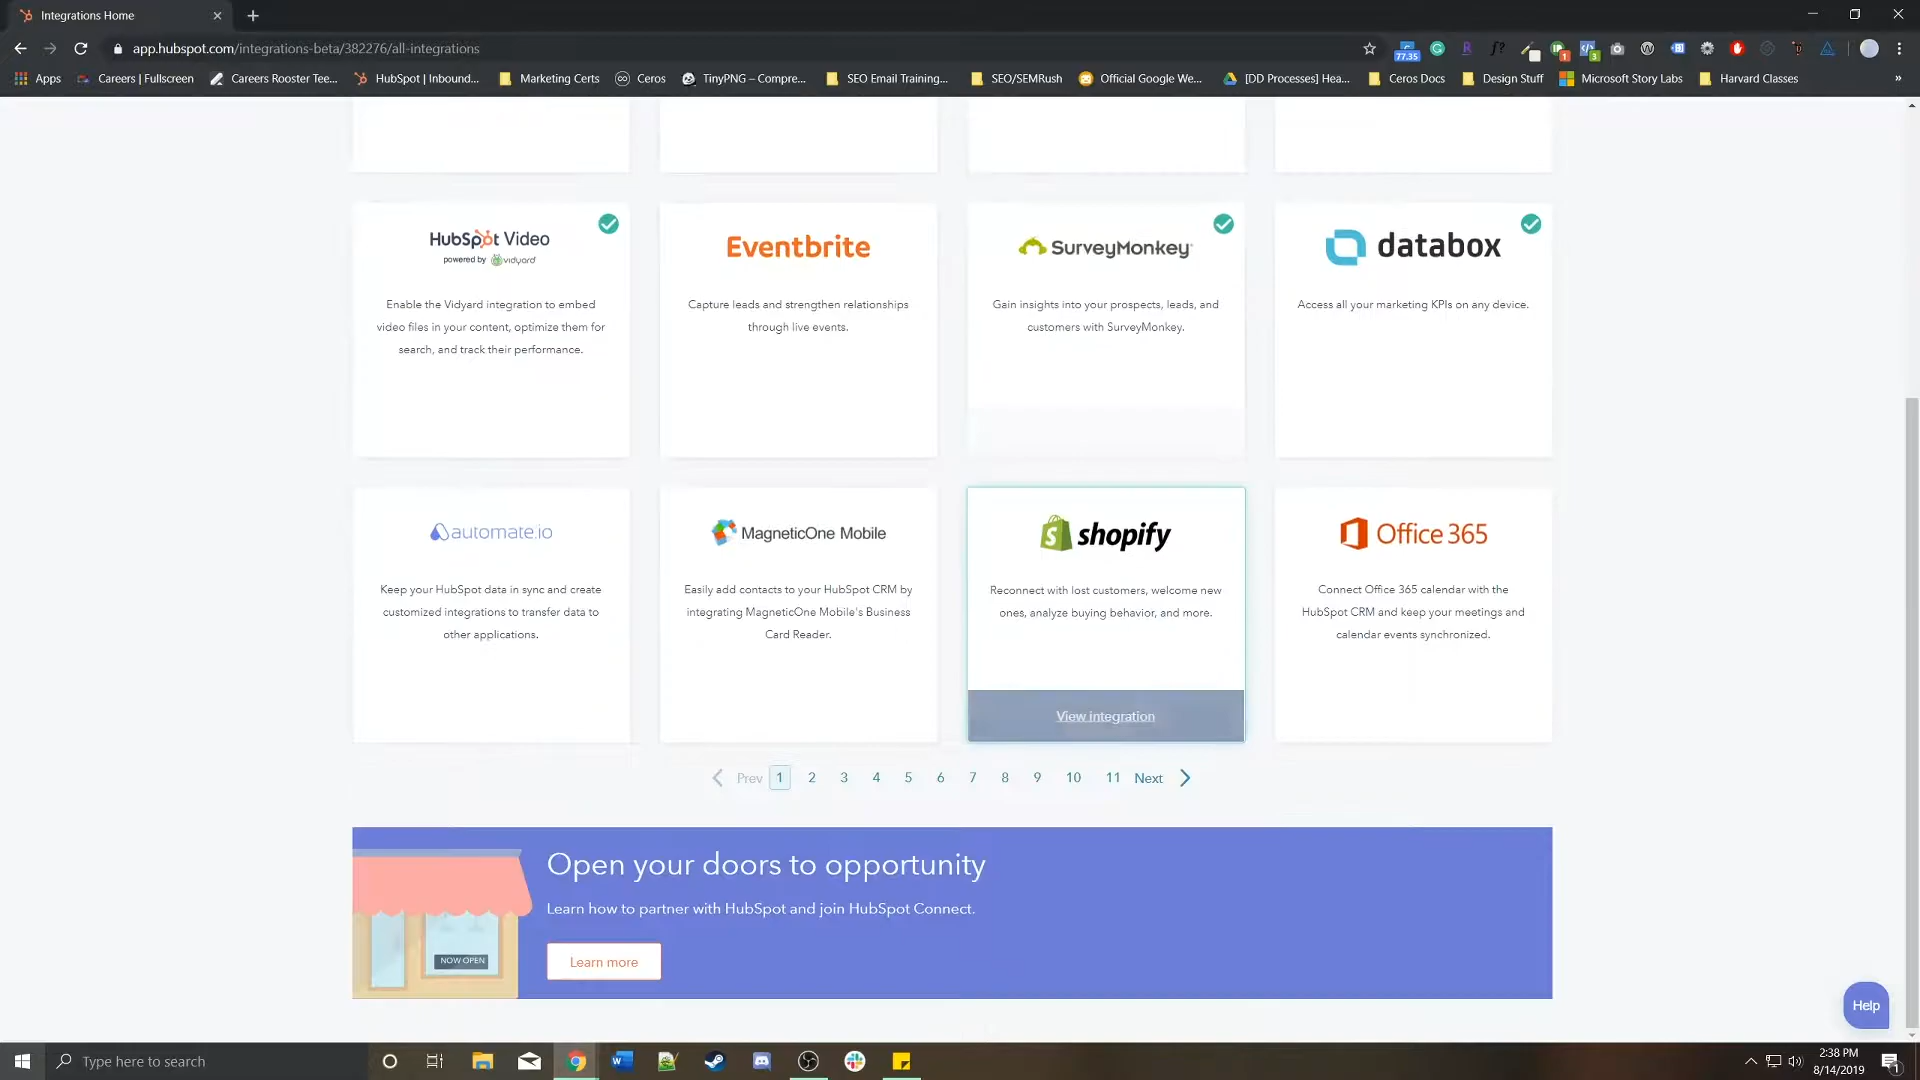 Integrations Home
app.hubspot.com/integrations-beta/382276/all-integrations
77.35
1
3
Apps
Careers | Fullscreen
Careers Rooster Tee...
HubSpot | Inbound...
Marketing Certs
Ceros
TinyPNG – Compre...
SEO Email Training...
SEO/SEMRush
Official Google We...
[DD Processes] Hea...
Ceros Docs
Design Stuff
Microsoft Story Labs
Harvard Classes
»
HubSpot Video
powered by vidyard
Enable the Vidyard integration to embed
video files in your content, optimize them for
search, and track their performance.
Eventbrite
Capture leads and strengthen relationships
through live events.
SurveyMonkey
Gain insights into your prospects, leads, and
customers with SurveyMonkey.
databox
Access all your marketing KPIs on any device.
automate.io
Keep your HubSpot data in sync and create
customized integrations to transfer data to
other applications.
MagneticOne Mobile
Easily add contacts to your HubSpot CRM by
integrating MagneticOne Mobile's Business
Card Reader.
shopify
Reconnect with lost customers, welcome new
ones, analyze buying behavior, and more.
View integration
Office 365
Connect Office 365 calendar with the
HubSpot CRM and keep your meetings and
calendar events synchronized.
Prev 1 2 3 4 5 6 7 8 9 10 11 Next
Open your doors to opportunity
Learn how to partner with HubSpot and join HubSpot Connect.
NOW OPEN
Learn more
Help
Type here to search
2:38 PM
8/14/2019
1